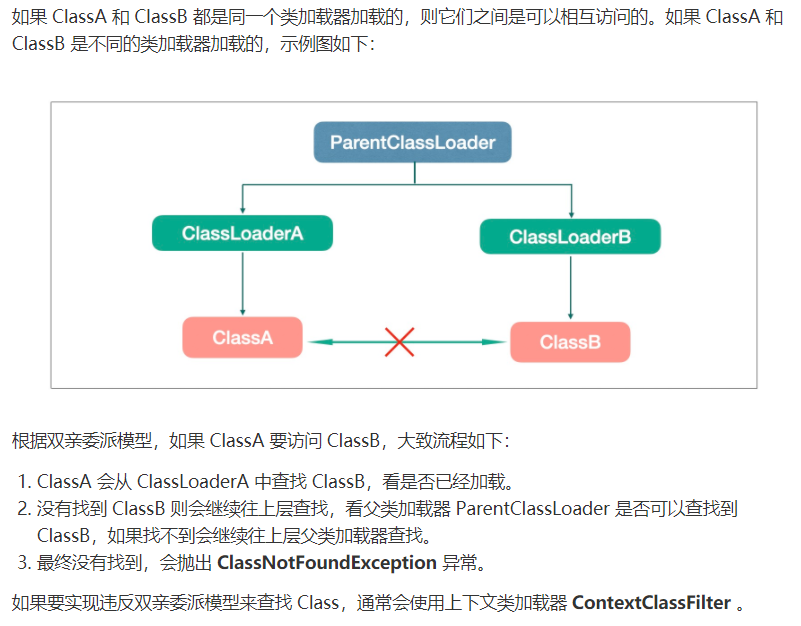 如果 ClassA 和 ClassB 都是同一个类加载器加载的，则它们之间是可以相互访问的。如果 ClassA 和
ClassB 是不同的类加载器加载的，示例图如下：
ParentClassLoader
ClassLoaderA
ClassLoaderB
ClassA
ClassB
根据双亲委派模型，如果 ClassA 要访问 ClassB，大致流程如下：
1. ClassA 会从 ClassLoaderA 中查找 ClassB，看是否已经加载。
2. 没有找到 ClassB 则会继续往上层查找，看父类加载器 ParentClassLoader 是否可以查找到
ClassB，如果找不到会继续往上层父类加载器查找。
3. 最终没有找到，会抛出 ClassNotFoundException 异常。
如果要实现违反双亲委派模型来查找 Class，通常会使用上下文类加载器 ContextClassFilter 。